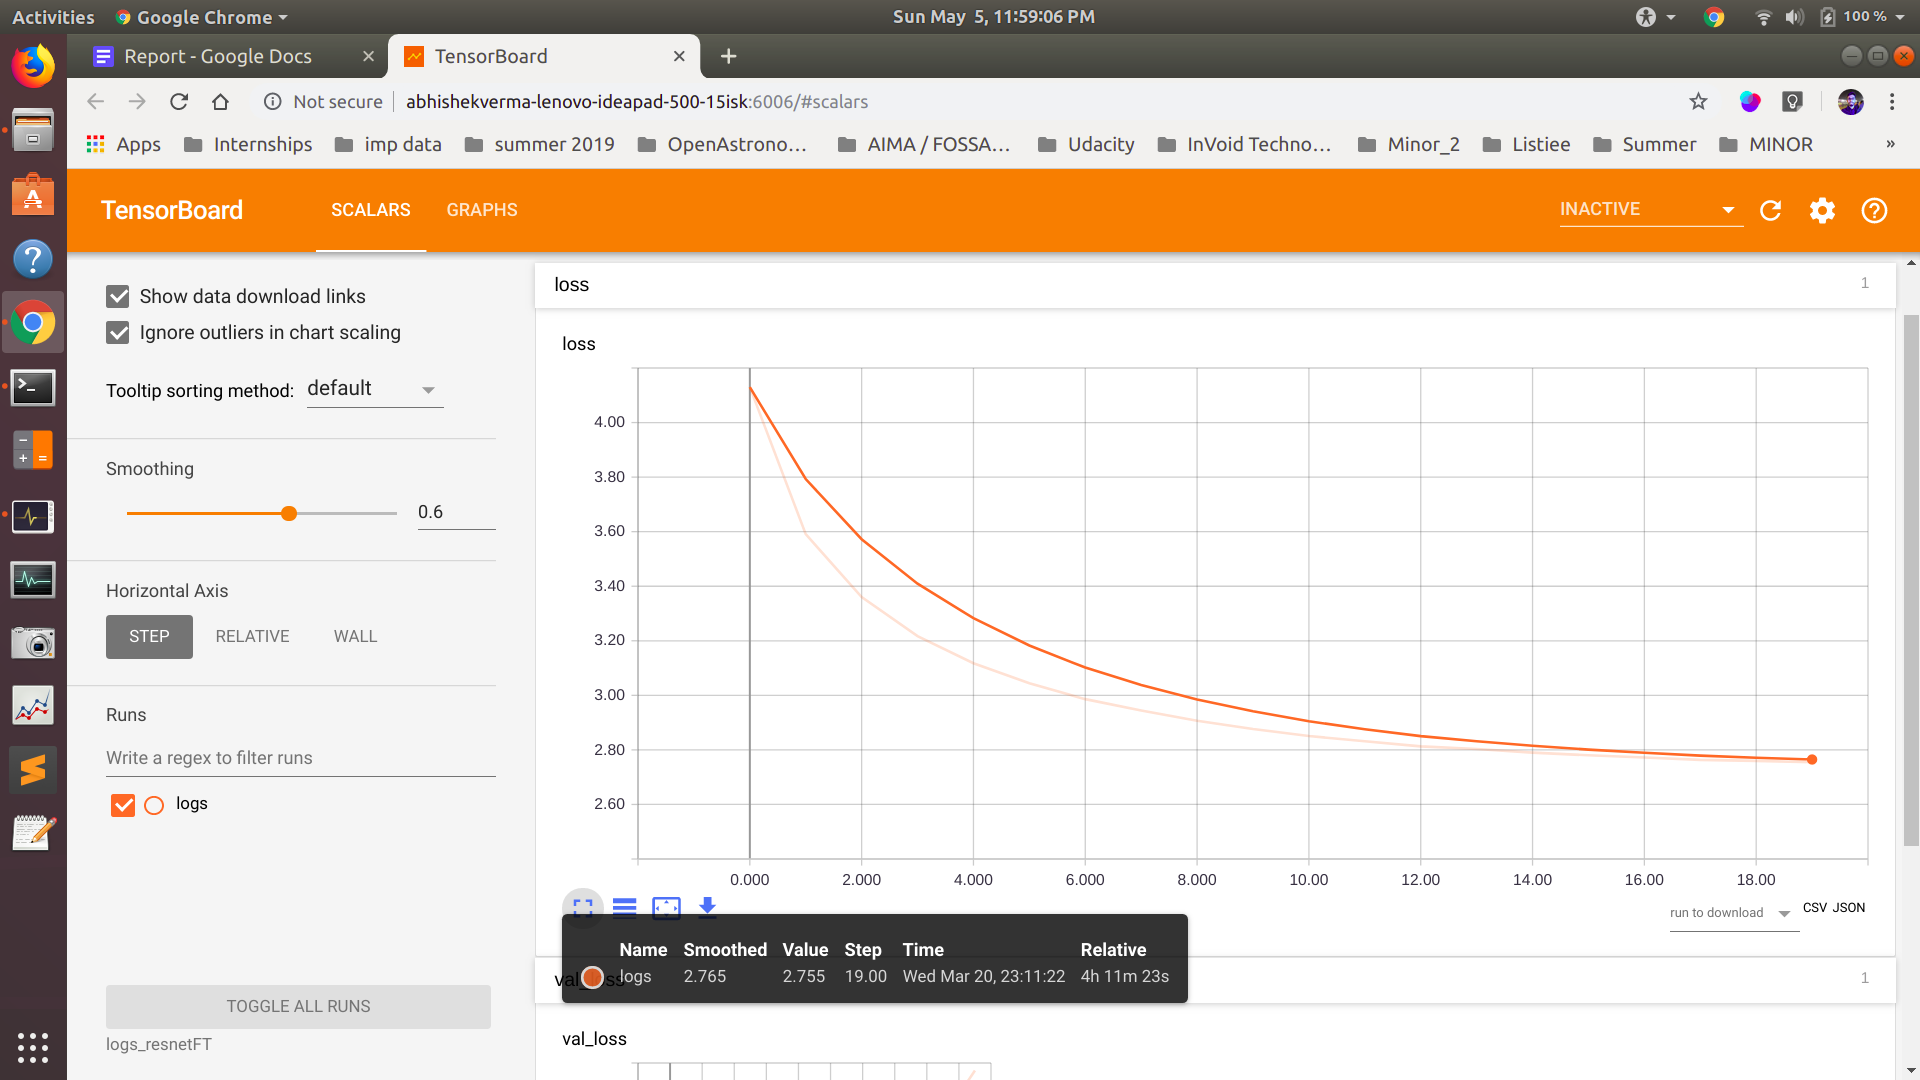 Activities Google Chrome Sun May 5, 11:59:06 PM 100 %
Report - Google Docs TensorBoard
Not secure abhishekverma-lenovo-ideapad-500-15isk:6006/#scalars
Apps Internships imp data summer 2019 OpenAstrono... AIMA / FOSSA... Udacity InVoid Techno... Minor_2 Listiee Summer MINOR »
TensorBoard SCALARS GRAPHS INACTIVE
Show data download links
Ignore outliers in chart scaling
Tooltip sorting method: default
Smoothing
0.6
Horizontal Axis
STEP RELATIVE WALL
Runs
Write a regex to filter runs
logs
TOGGLE ALL RUNS
logs_resnetFT
loss 1
loss
4.00
3.80
3.60
3.40
3.20
3.00
2.80
2.60
0.000 2.000 4.000 6.000 8.000 10.00 12.00 14.00 16.00 18.00
run to download CSV JSON
Name Smoothed Value Step Time Relative
logs 2.765 2.755 19.00 Wed Mar 20, 23:11:22 4h 11m 23s
val_loss 1
val_loss